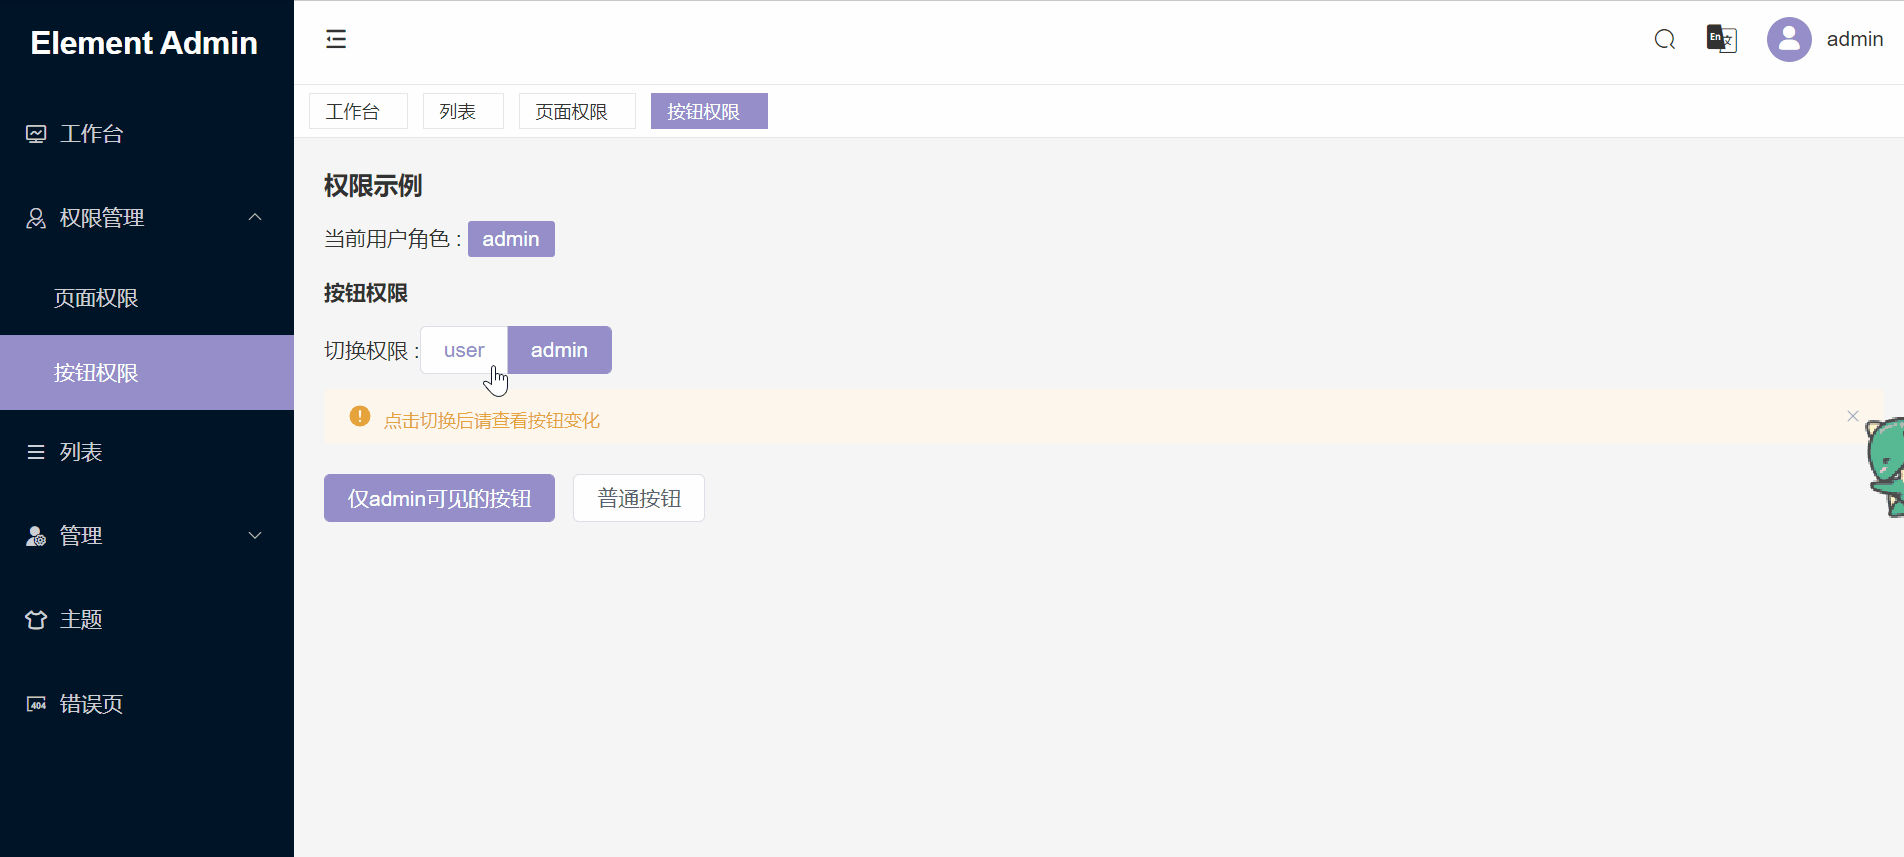 Element Admin
工作台
权限管理
页面权限
按钮权限
列表
管理
主题
404 错误页
En 文 admin
工作台 列表 页面权限 按钮权限
权限示例
当前用户角色 : admin
按钮权限
切换权限 : user admin
点击切换后请查看按钮变化
仅admin可见的按钮 普通按钮